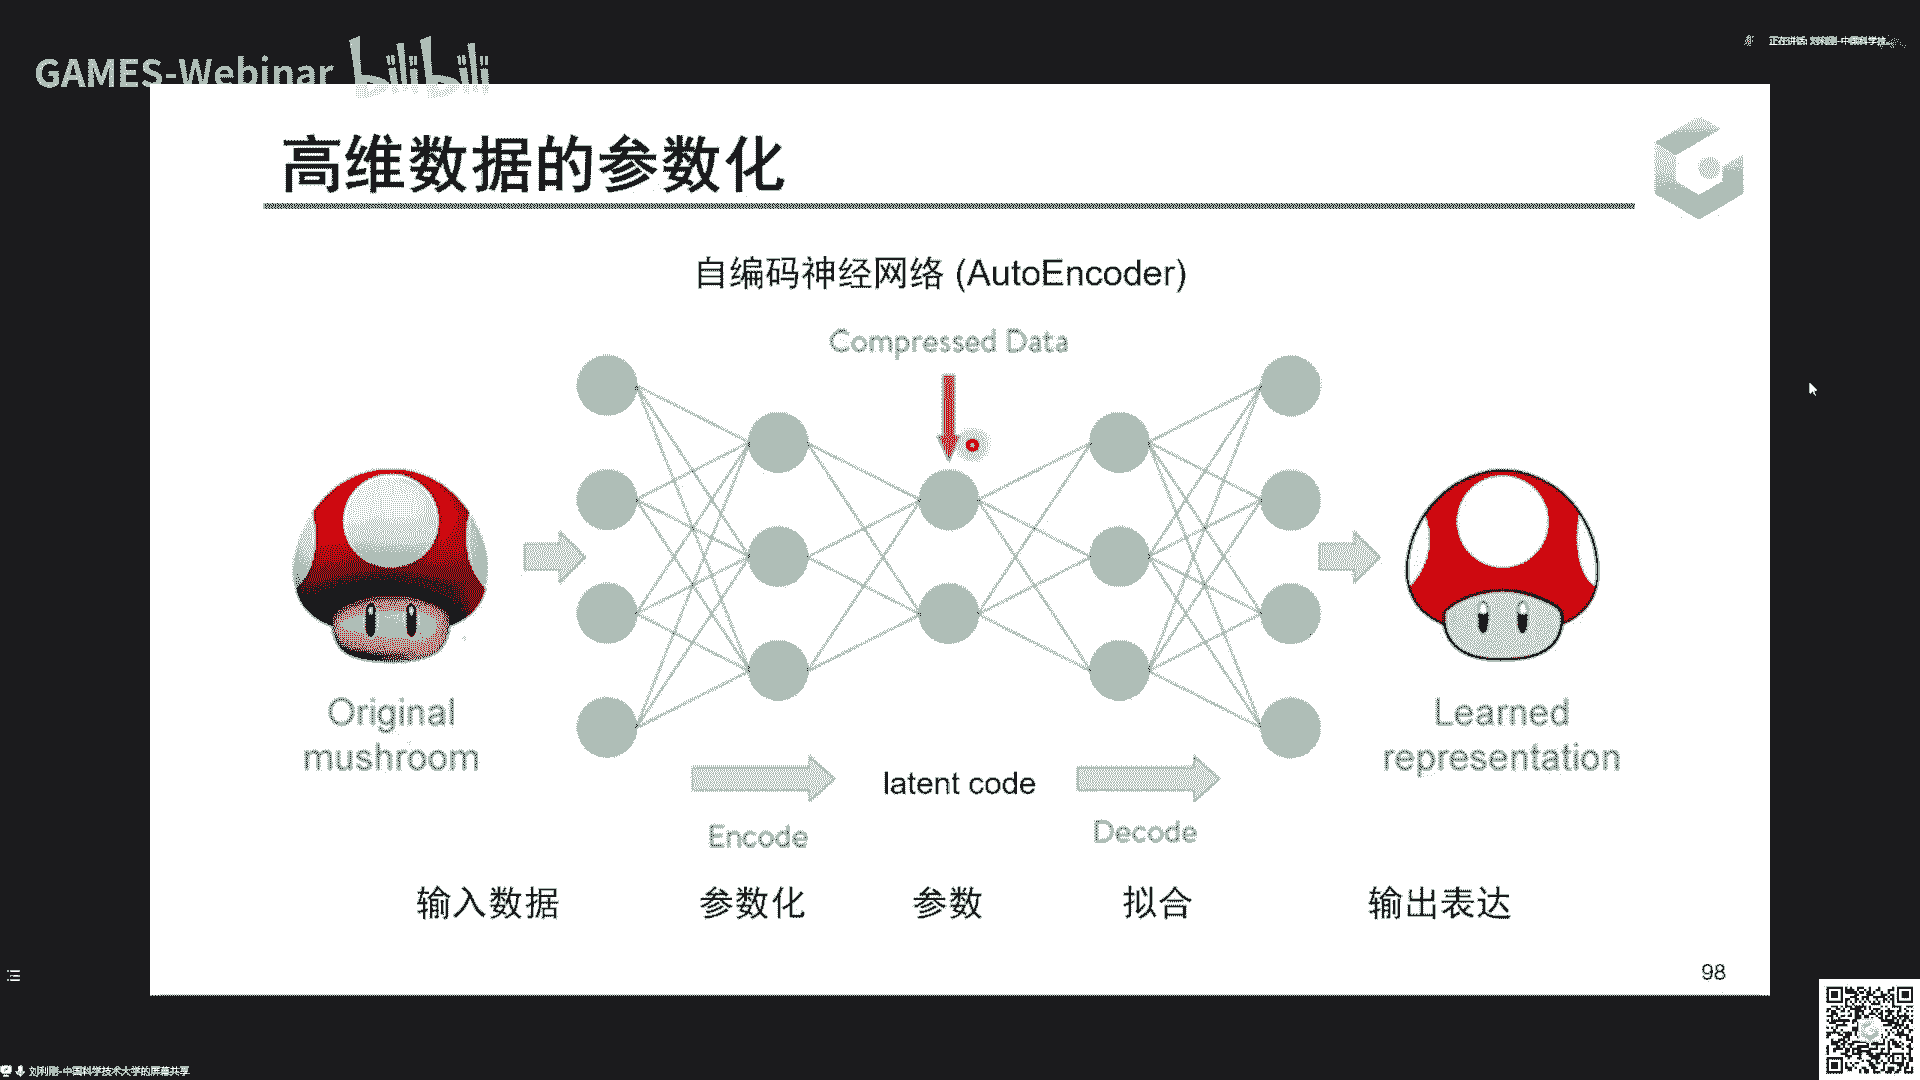 GAMES-Webinar bilibili
正在讲话: 刘利刚-中国科学技...
高维数据的参数化
自编码神经网络 (AutoEncoder)
Compressed Data
Original
mushroom
Learned
representation
latent code
Encode
Decode
输入数据 参数化 参数 拟合 输出表达
98
刘利刚-中国科学技术大学的屏幕共享